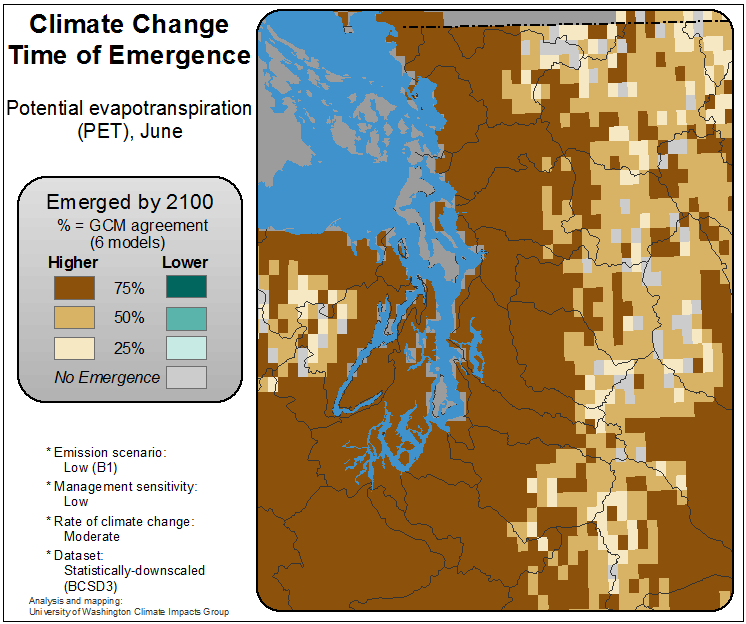 Climate Change
Time of Emergence
Potential evapotranspiration
(PET), June
Emerged by 2100
% = GCM agreement
(6 models)
Higher Lower
75%
50%
25%
No Emergence
* Emission scenario:
Low (B1)
* Management sensitivity:
Low
* Rate of climate change:
Moderate
* Dataset:
Statistically-downscaled
(BCSD3)
Analysis and mapping:
University of Washington Climate Impacts Group